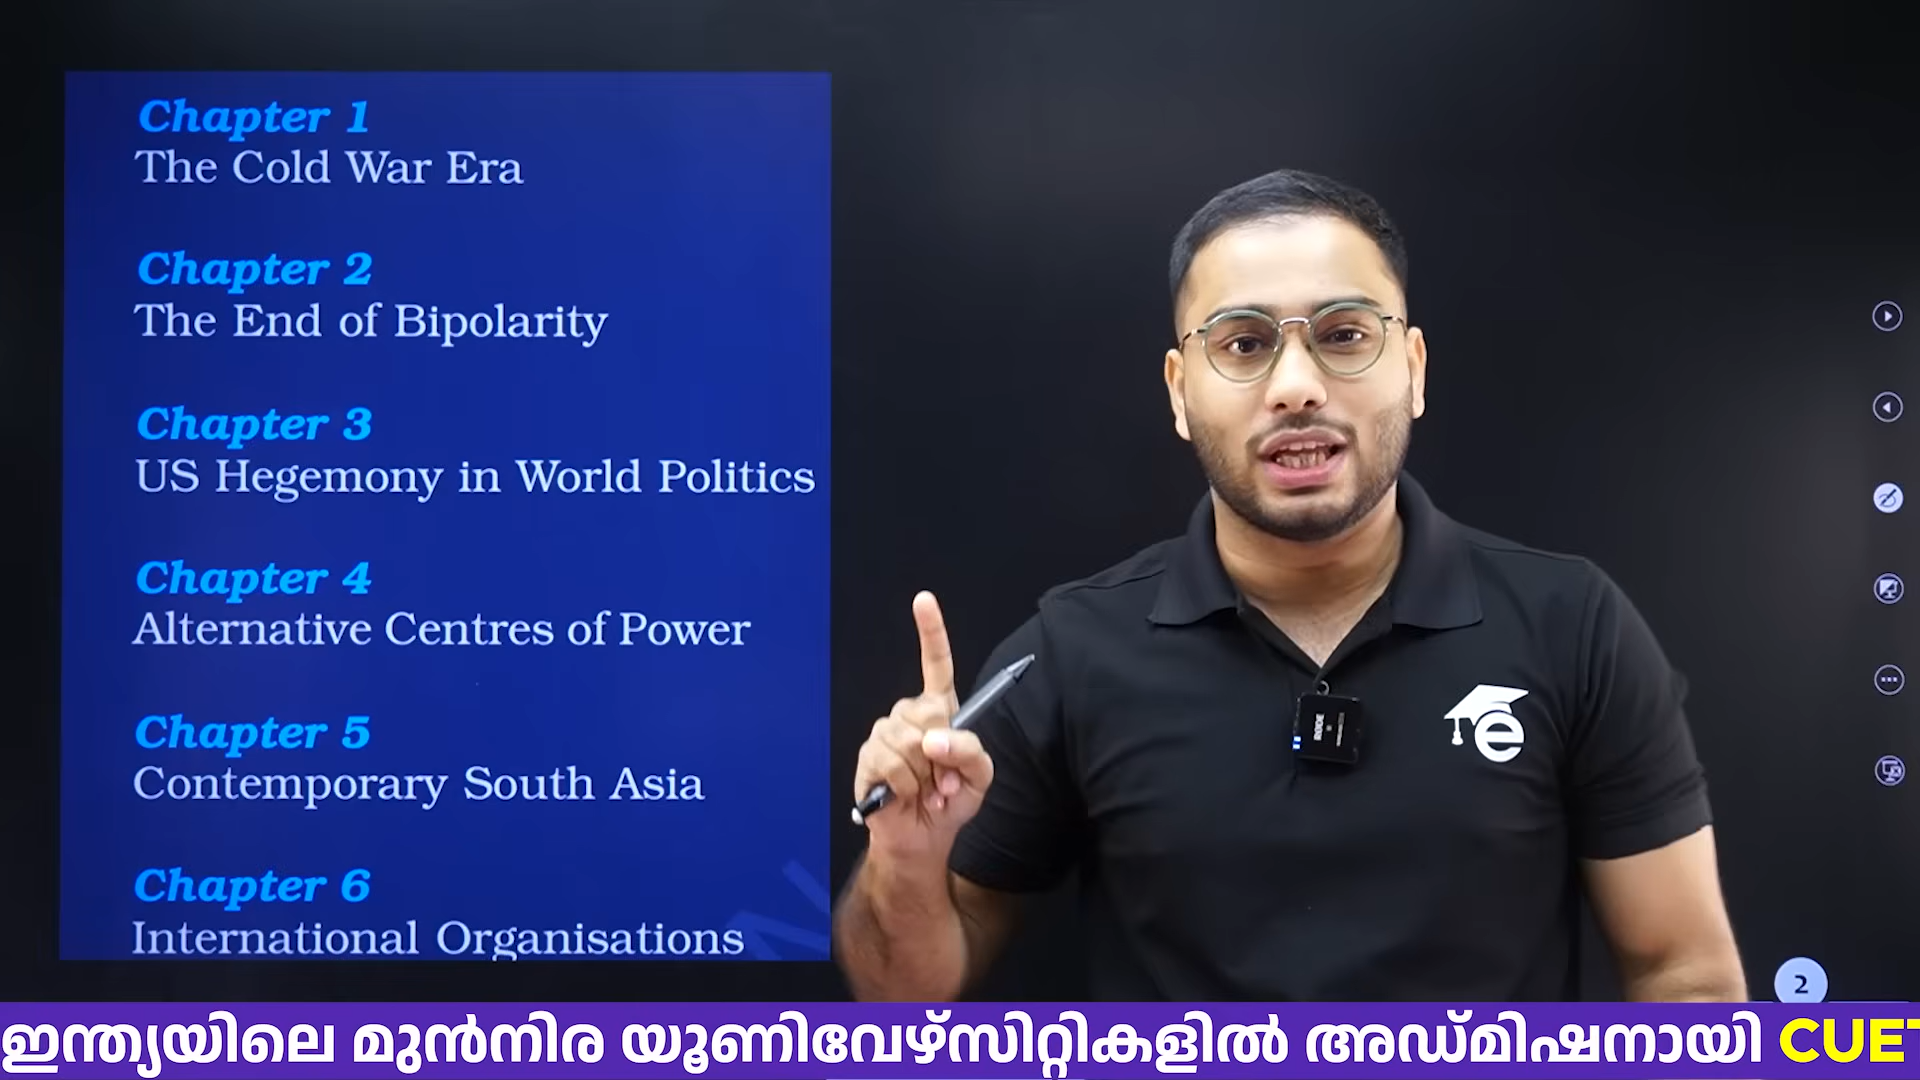 Chapter 1
The Cold War Era
Chapter 2
The End of Bipolarity
Chapter 3
US Hegemony in World Politics
Chapter 4
Alternative Centres of Power
Chapter 5
Contemporary South Asia
Chapter 6
International Organisations
RODE
e
2
ഇന്ത്യയിലെ മുൻനിര യൂണിവേഴ്സിറ്റികളിൽ അഡ്മിഷനായി CUET